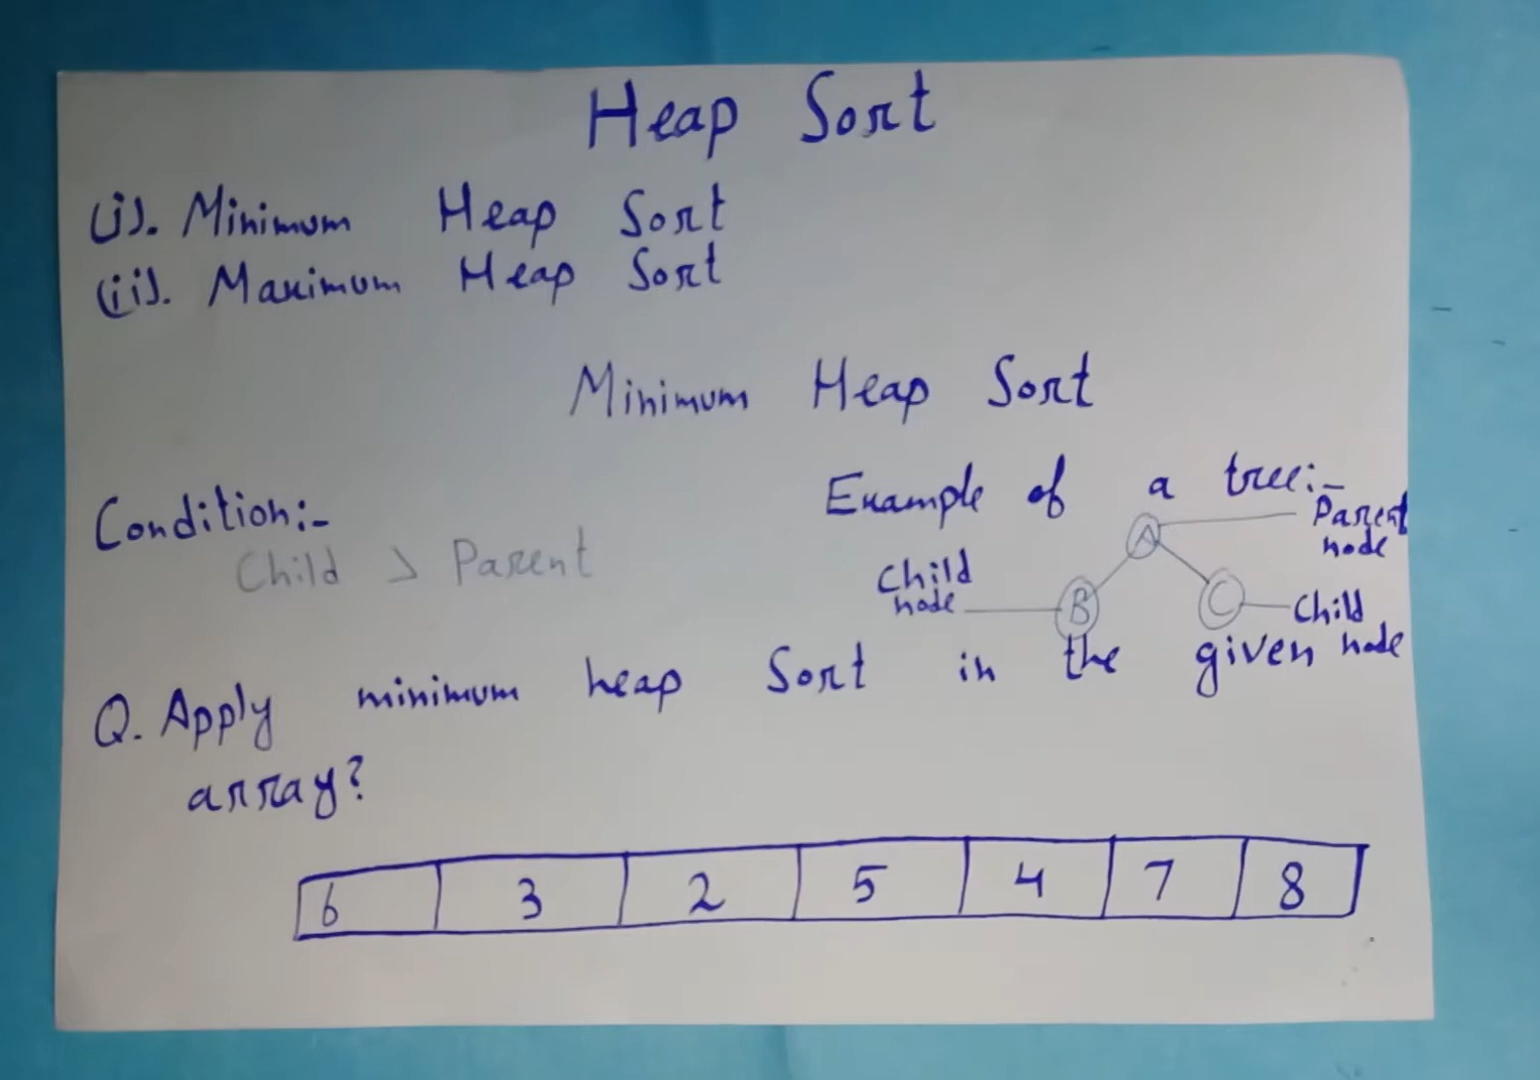 Heap Sort
(i). Minimum Heap Sort
(ii). Maximum Heap Sort
Minimum Heap Sort
Condition:-
Child > Parent
Example of a tree:-
A
Parent node
Child node
B
C
Child node
Q. Apply minimum heap Sort in the given
array?
6 3 2 5 4 7 8